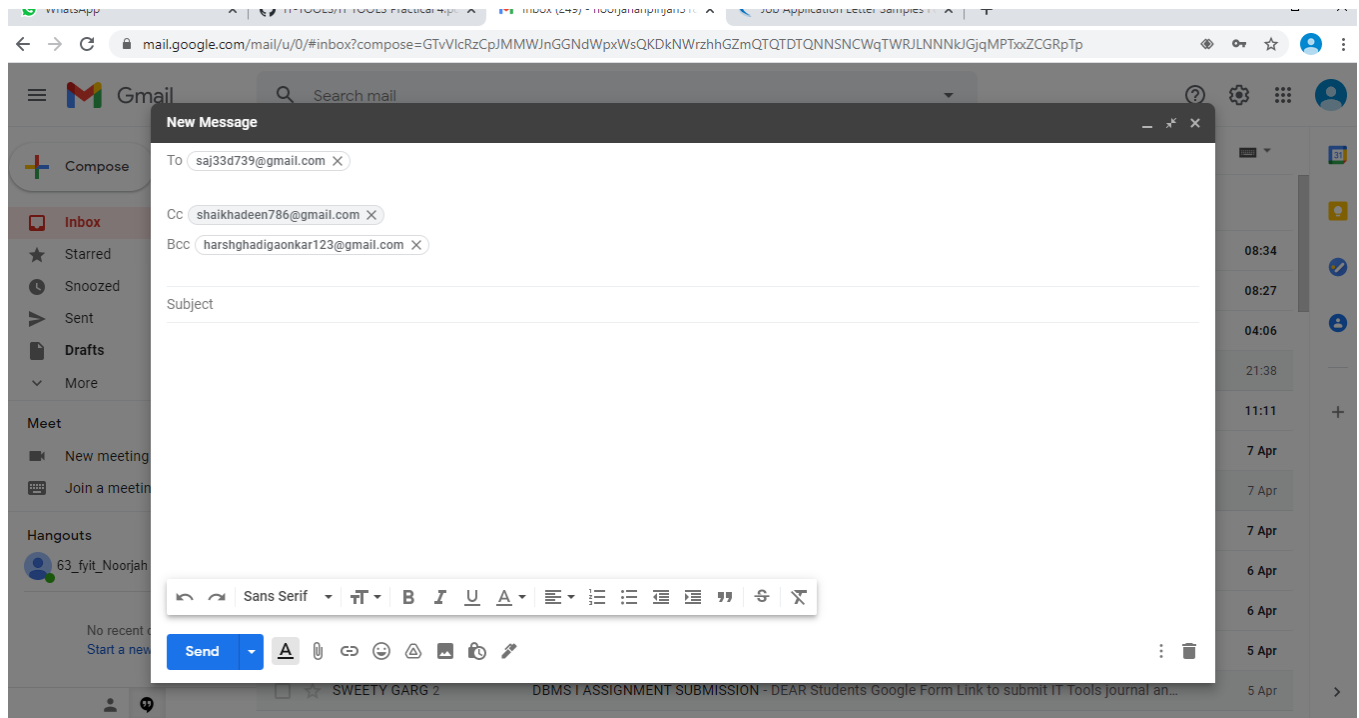 WhatsApp
IT-TOOLS/IT TOOLS Practical 4.p
Job Application Letter Samples
mail.google.com/mail/u/0/#inbox?compose=
Gmail
Search mail
Compose
Inbox
Starred
Snoozed
Sent
Drafts
More
Meet
New meeting
Join a meetin
Hangouts
63_fyit_Noorjah
No recent c
Start a new
New Message
To saj33d739@gmail.com
Cc shaikhadeen786@gmail.com
Bcc harshghadigaonkar123@gmail.com
Subject
Sans Serif
Send
31
08:34
08:27
04:06
21:38
11:11
7 Apr
7 Apr
7 Apr
6 Apr
6 Apr
5 Apr
SWEETY GARG 2 DBMS I ASSIGNMENT SUBMISSION - DEAR Students Google Form Link to submit IT Tools journal an... 5 Apr